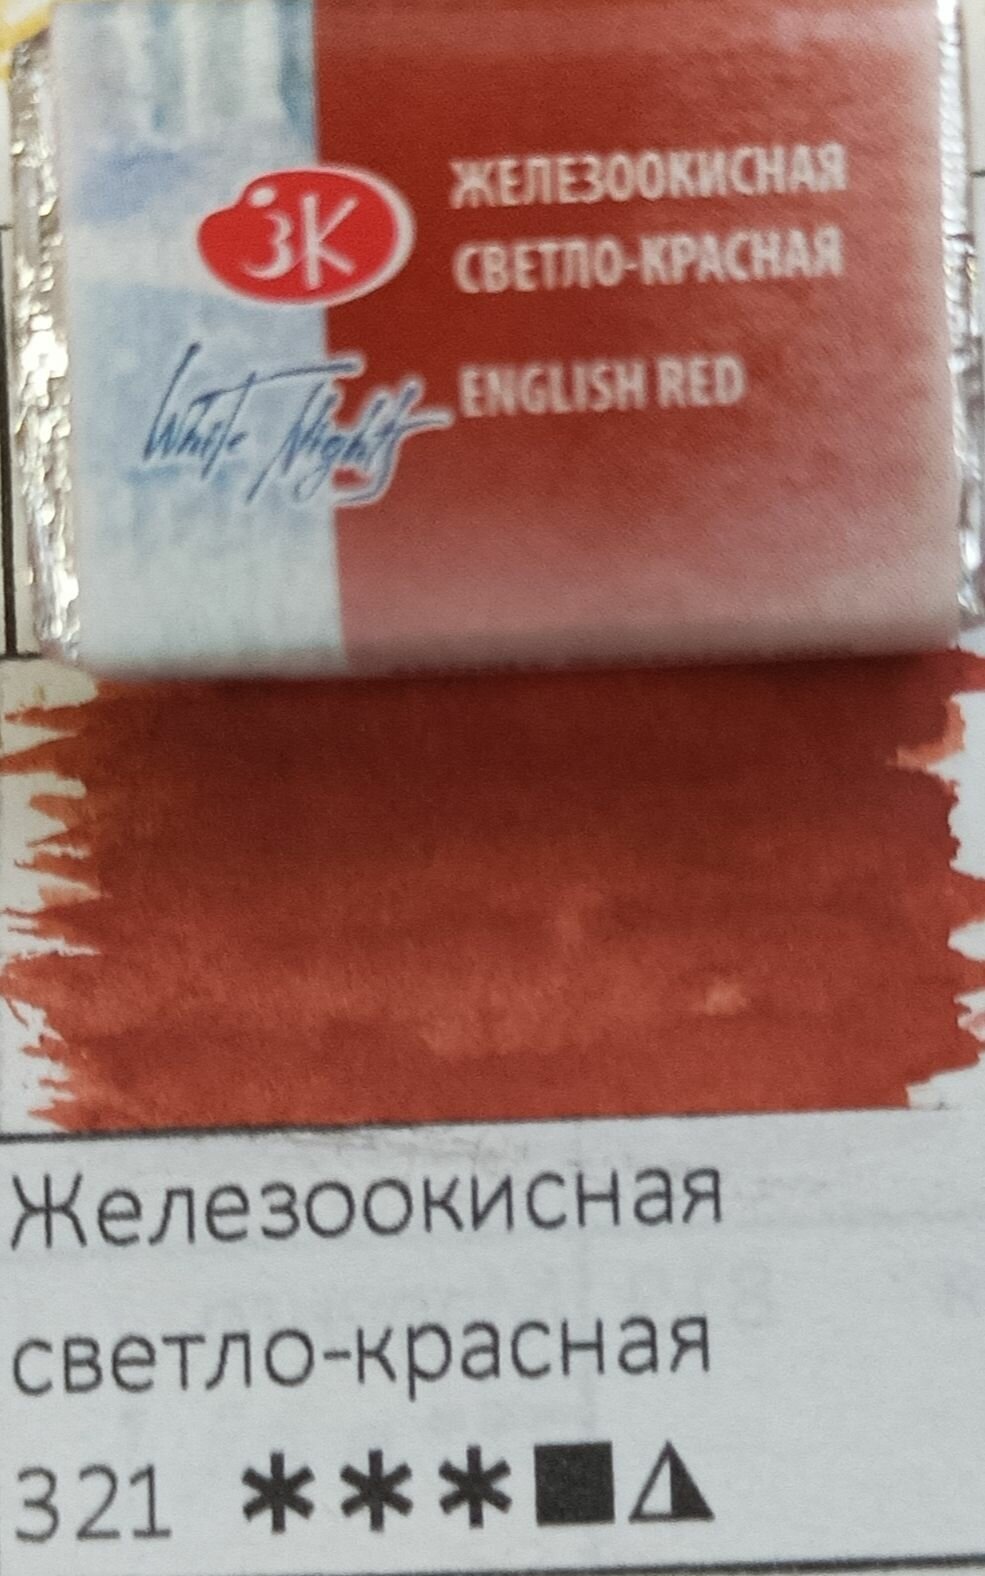 ЖЕЛЕЗООКИСНАЯ
СВЕТЛО-КРАСНАЯ
ЗК
White Nights
ENGLISH RED
Железоокисная
светло-красная
321 ***■◮